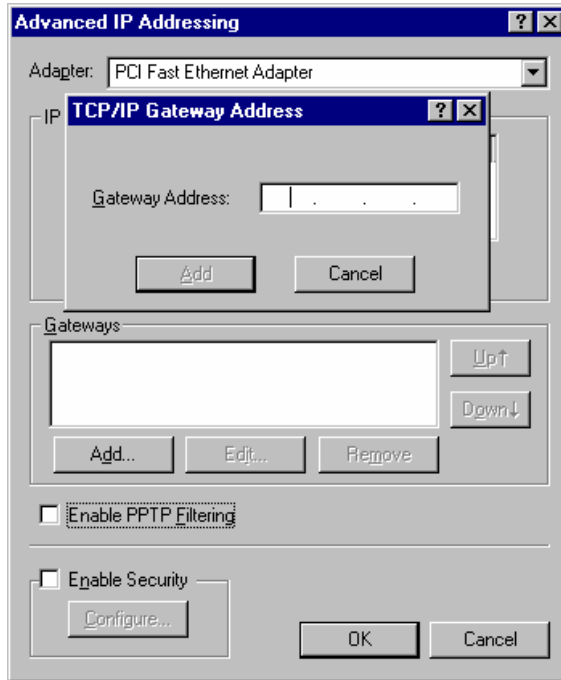 Advanced IP Addressing
Adapter: PCI Fast Ethernet Adapter
IP
TCP/IP Gateway Address
Gateway Address: . . .
Add Cancel
Gateways
Up↑
Down↓
Add... Edit... Remove
Enable PPTP Filtering
Enable Security
Configure...
OK Cancel